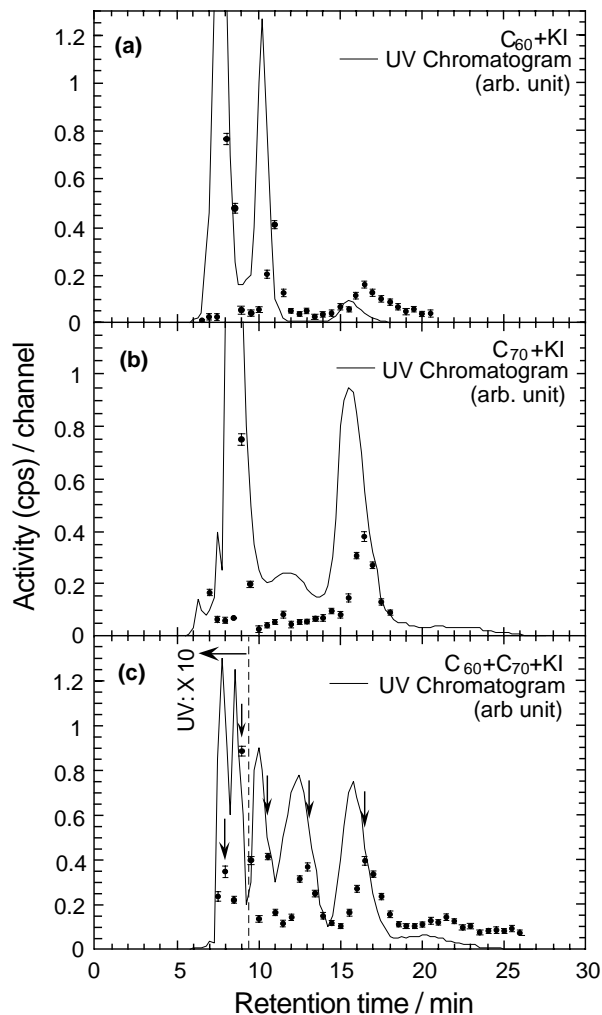 (a)
C60+KI
UV Chromatogram
(arb. unit)
1.2
1
0.8
0.6
0.4
0.2
0
(b)
C70+KI
UV Chromatogram
(arb. unit)
1
0.8
0.6
0.4
0.2
0
Activity (cps) / channel
(c)
UV: X 10
C60+C70+KI
UV Chromatogram
(arb unit)
1.2
1
0.8
0.6
0.4
0.2
0
0 5 10 15 20 25 30
Retention time / min